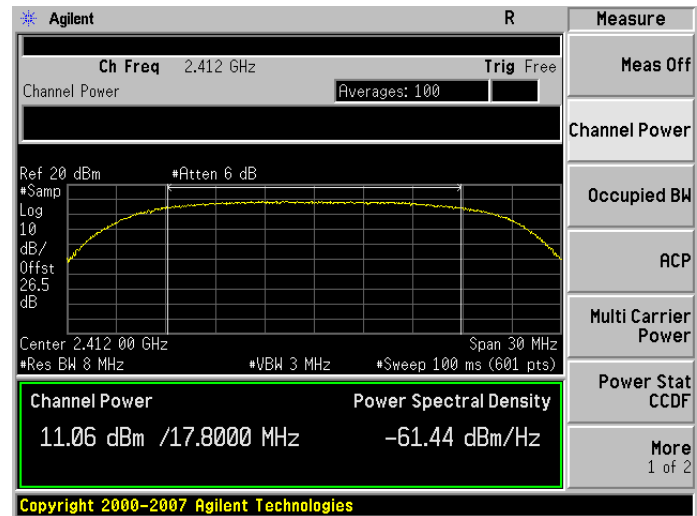 Agilent R
Ch Freq 2.412 GHz Trig Free
Channel Power Averages: 100
Ref 20 dBm #Atten 6 dB
#Samp
Log
10
dB/
Offst
26.5
dB
Center 2.412 00 GHz Span 30 MHz
#Res BW 8 MHz #VBW 3 MHz #Sweep 100 ms (601 pts)
Channel Power Power Spectral Density
11.06 dBm /17.8000 MHz -61.44 dBm/Hz
Copyright 2000-2007 Agilent Technologies
Measure
Meas Off
Channel Power
Occupied BW
ACP
Multi Carrier
Power
Power Stat
CCDF
More
1 of 2